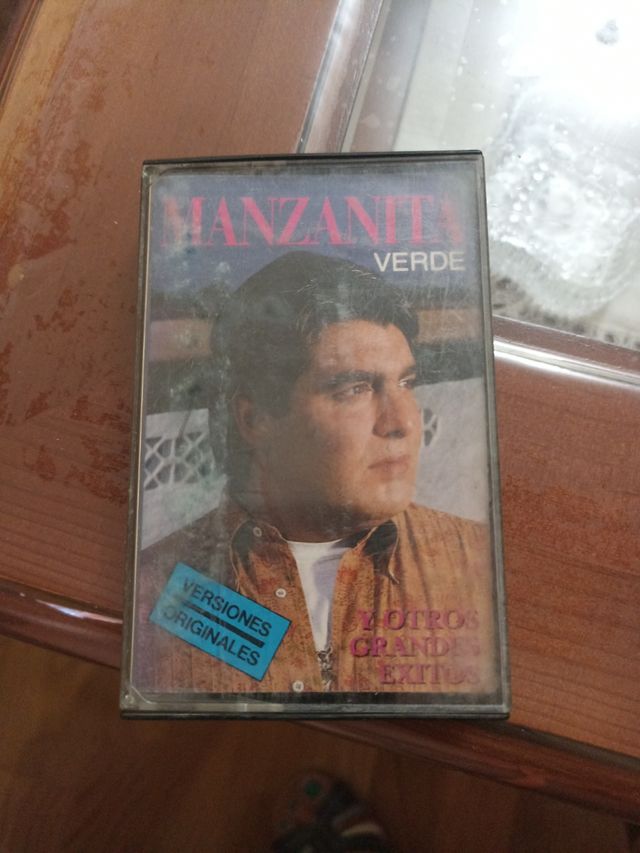 MANZANITA
VERDE
VERSIONES
ORIGINALES
Y OTROS
GRANDES
EXITOS